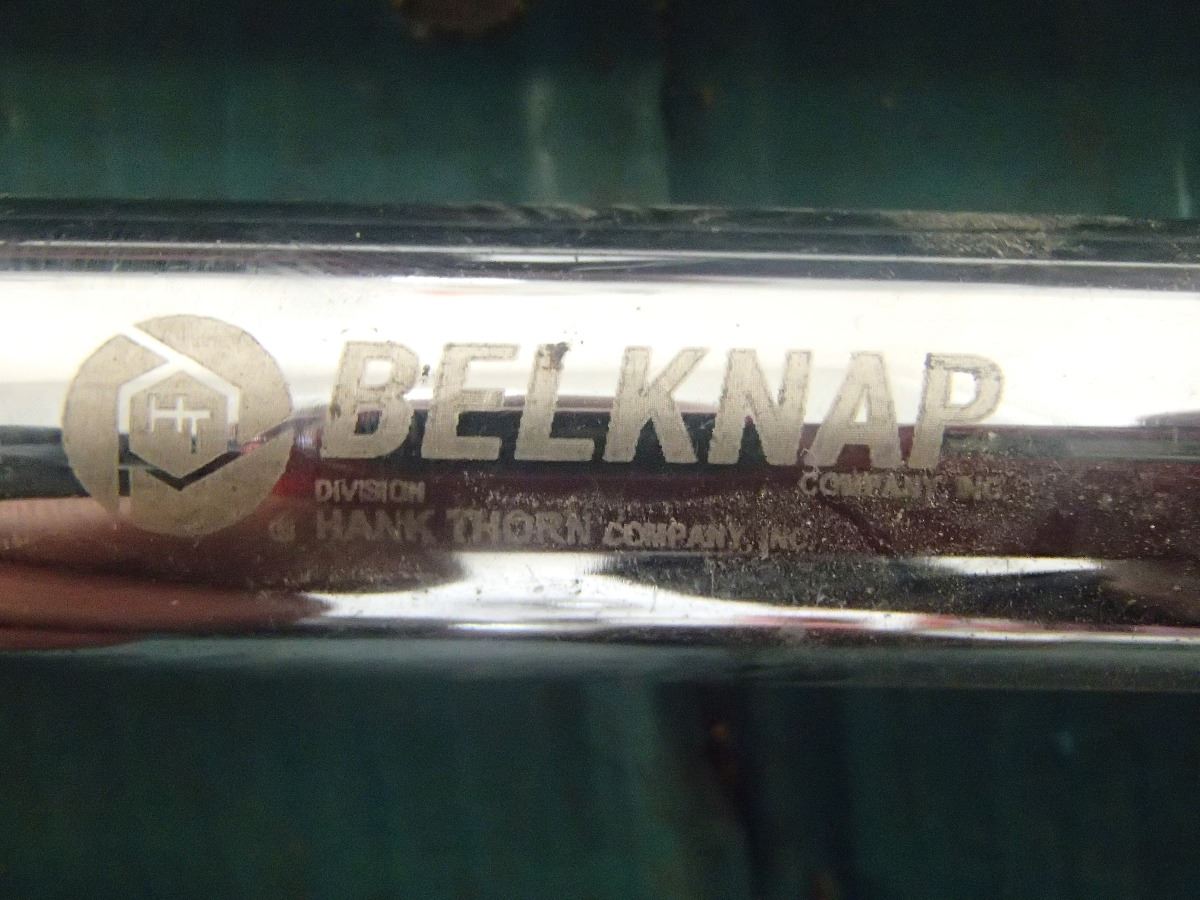 HT
BELKNAP
COMPANY, INC.
DIVISION
HANK THORN COMPANY, INC.